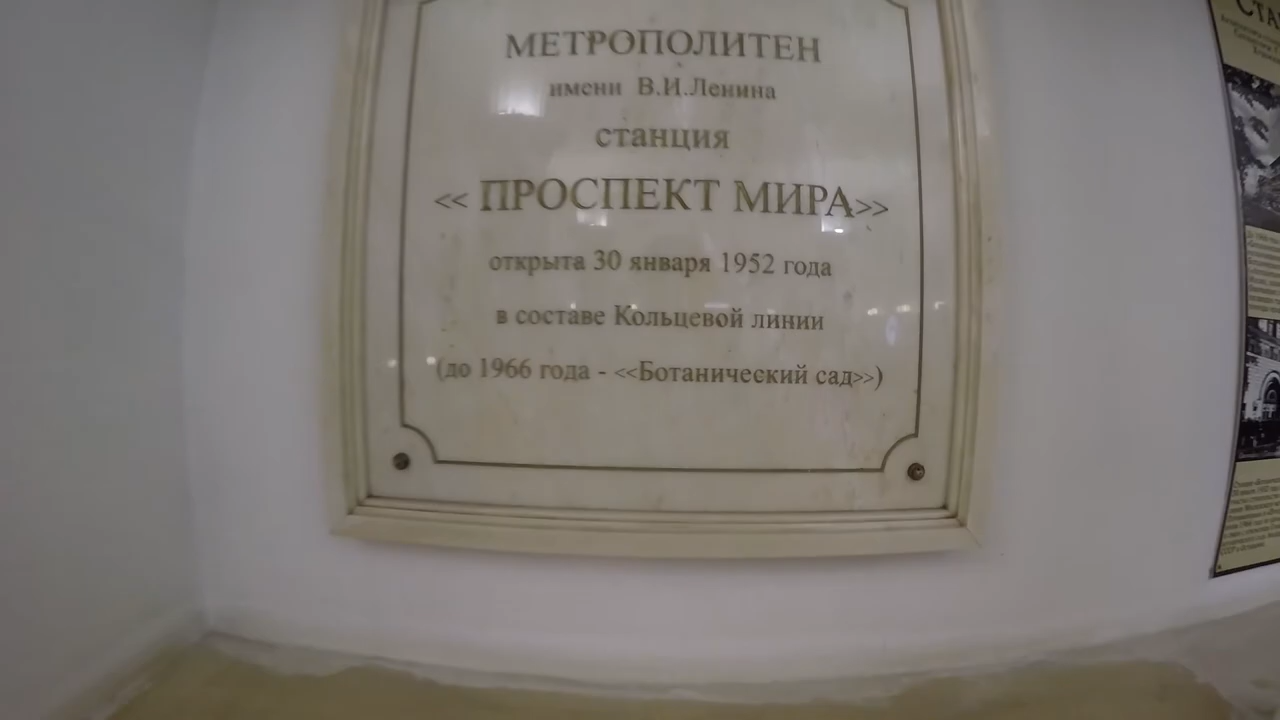 МЕТРОПОЛИТЕН
имени В.И.Ленина
станция
<< ПРОСПЕКТ МИРА>>
открыта 30 января 1952 года
в составе Кольцевой линии
(до 1966 года - <<Ботанический сад>>)